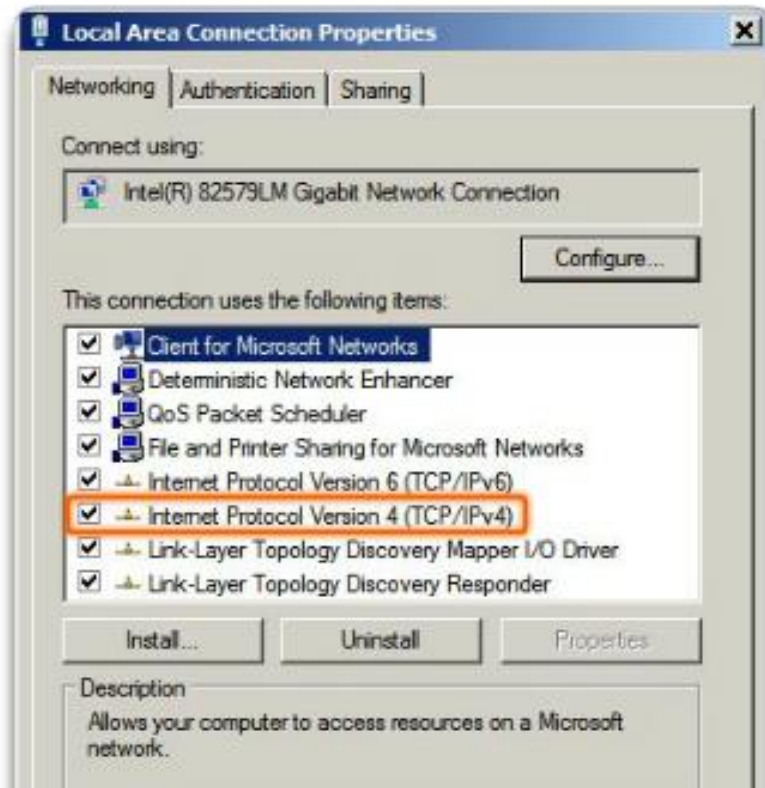 Local Area Connection Properties
Networking
Authentication
Sharing
Connect using:
Intel(R) 82579LM Gigabit Network Connection
Configure...
This connection uses the following items:
Client for Microsoft Networks
Deterministic Network Enhancer
QoS Packet Scheduler
File and Printer Sharing for Microsoft Networks
Internet Protocol Version 6 (TCP/IPv6)
Internet Protocol Version 4 (TCP/IPv4)
Link-Layer Topology Discovery Mapper I/O Driver
Link-Layer Topology Discovery Responder
Install...
Uninstall
Properties
Description
Allows your computer to access resources on a Microsoft
network.